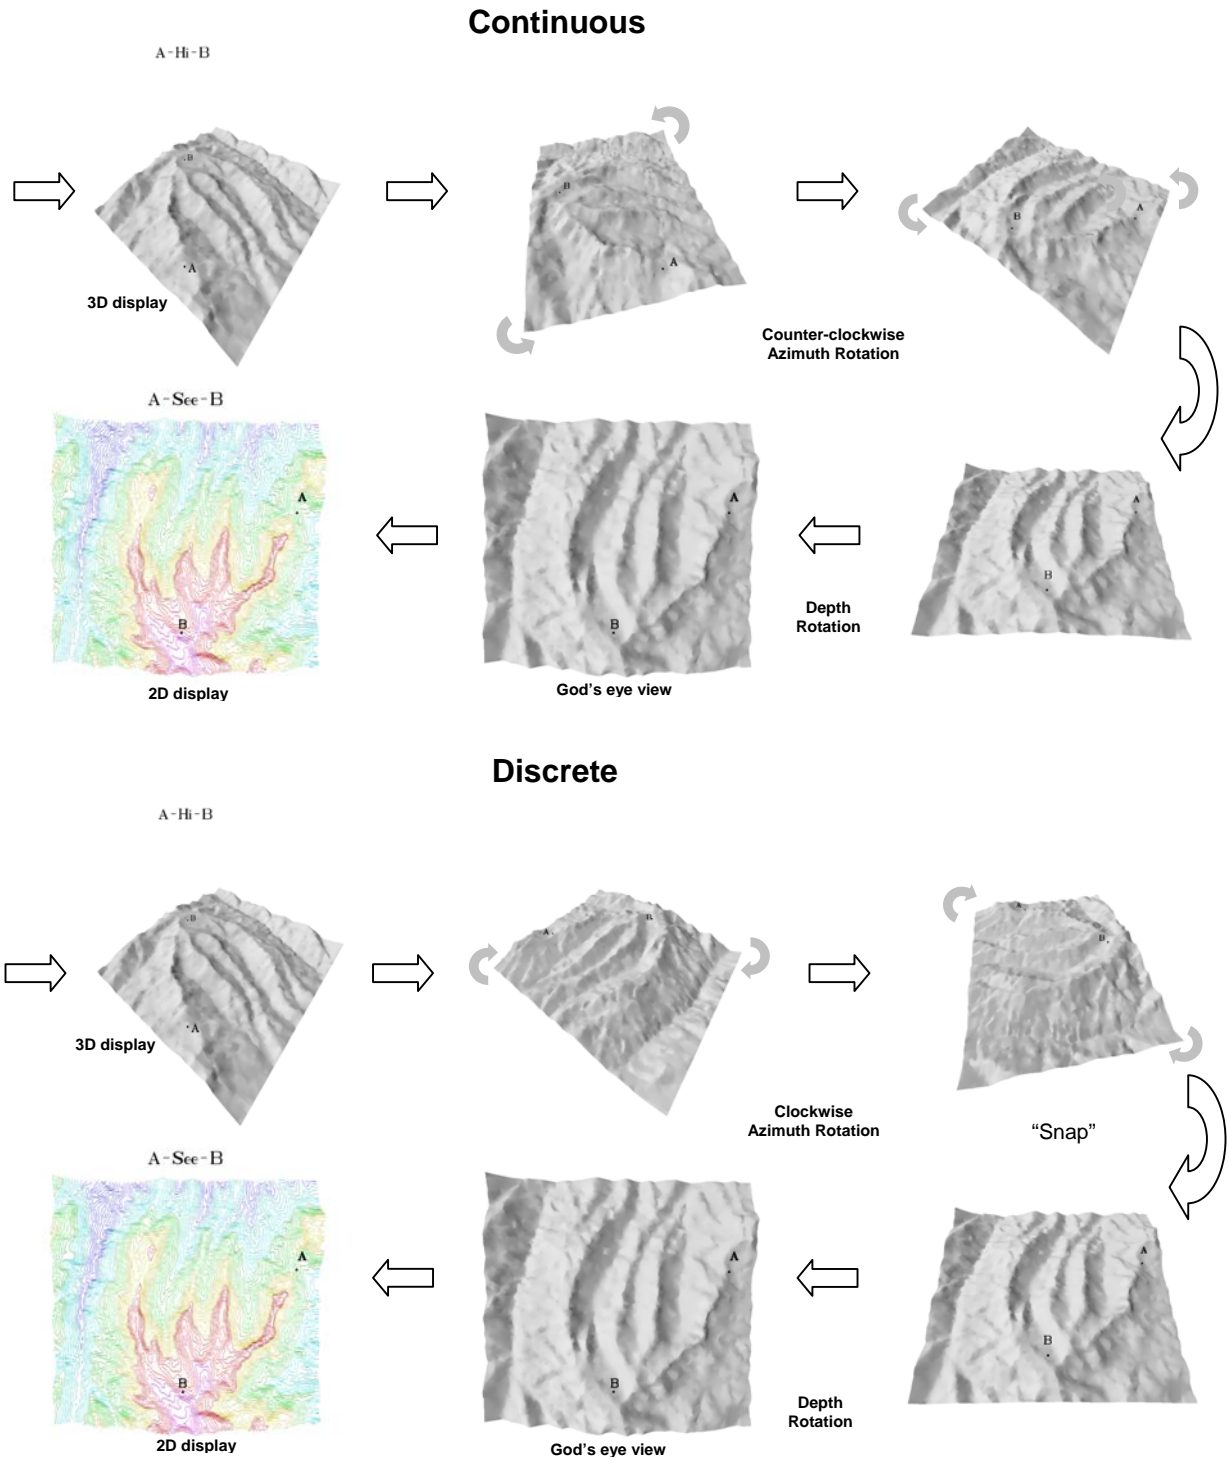 Continuous
A-Hi-B
B
A
3D display
B
A
B
A
Counter-clockwise
Azimuth Rotation
A-See-B
A
B
2D display
B
A
God's eye view
A
B
Depth
Rotation
Discrete
A-Hi-B
B
A
3D display
A
B
Clockwise
Azimuth Rotation
A
B
“Snap”
A-See-B
A
B
2D display
A
B
God's eye view
A
B
Depth
Rotation